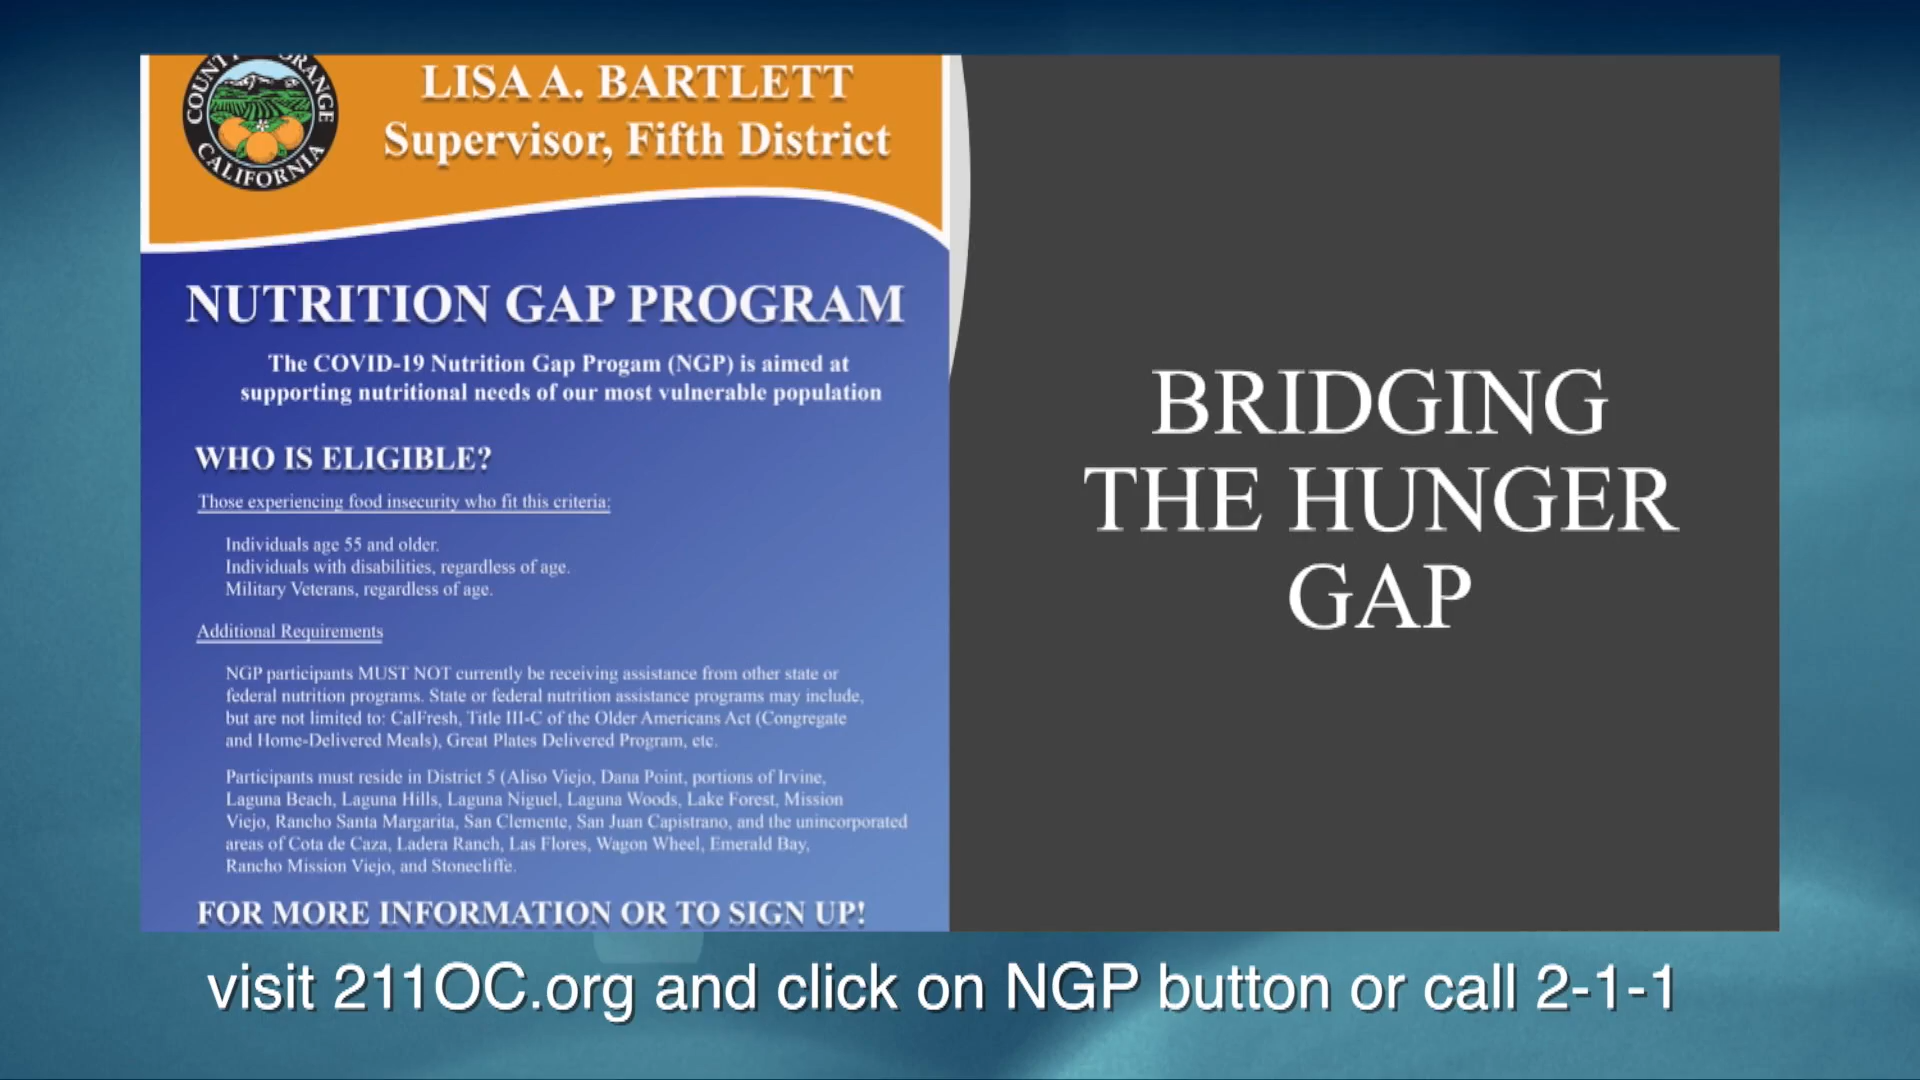 COUNTY ORANGE
CALIFORNIA
LISA A. BARTLETT
Supervisor, Fifth District
NUTRITION GAP PROGRAM
The COVID-19 Nutrition Gap Progam (NGP) is aimed at
supporting nutritional needs of our most vulnerable population
WHO IS ELIGIBLE?
Those experiencing food insecurity who fit this criteria:
Individuals age 55 and older.
Individuals with disabilities, regardless of age.
Military Veterans, regardless of age.
Additional Requirements
NGP participants MUST NOT currently be receiving assistance from other state or
federal nutrition programs. State or federal nutrition assistance programs may include,
but are not limited to: CalFresh, Title III-C of the Older Americans Act (Congregate
and Home-Delivered Meals), Great Plates Delivered Program, etc.
Participants must reside in District 5 (Aliso Viejo, Dana Point, portions of Irvine,
Laguna Beach, Laguna Hills, Laguna Niguel, Laguna Woods, Lake Forest, Mission
Viejo, Rancho Santa Margarita, San Clemente, San Juan Capistrano, and the unincorporated
areas of Cota de Caza, Ladera Ranch, Las Flores, Wagon Wheel, Emerald Bay,
Rancho Mission Viejo, and Stonecliffe.
FOR MORE INFORMATION OR TO SIGN UP!
BRIDGING
THE HUNGER
GAP
visit 211OC.org and click on NGP button or call 2-1-1